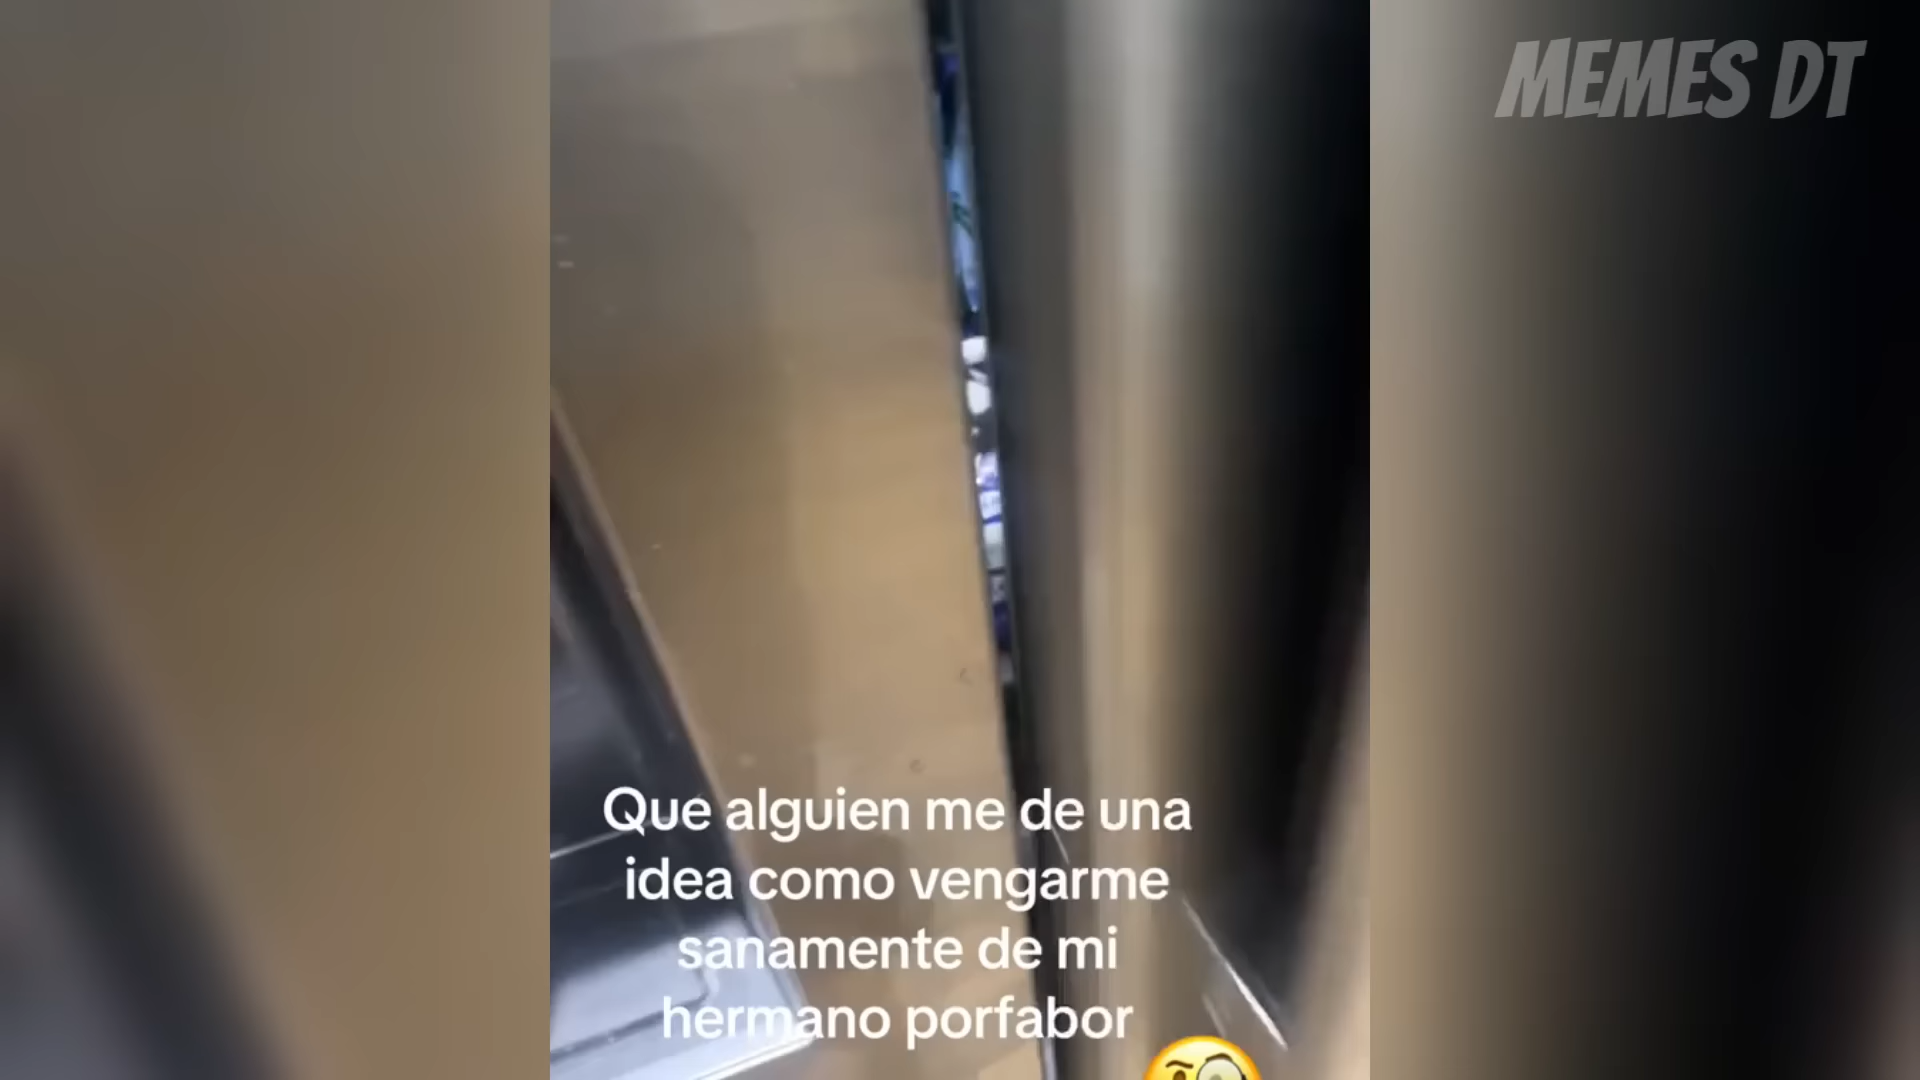 MEMES DT
Que alguien me de una
idea como vengarme
sanamente de mi
hermano porfabor